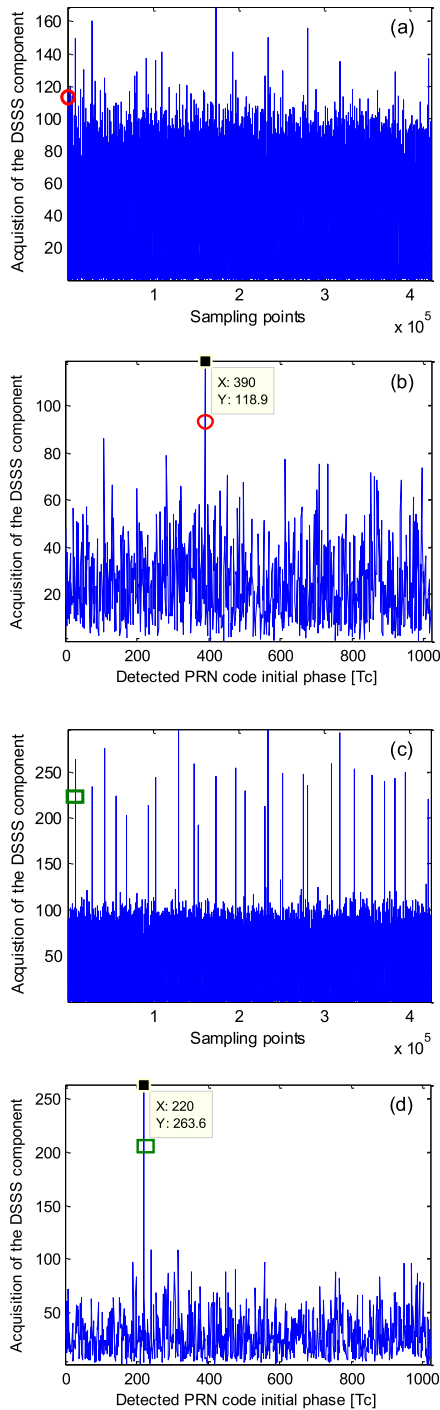 (a)
Acquistion of the DSSS component
160
140
120
100
80
60
40
20
1
2
3
4
Sampling points
x 10^5
(b)
Acquisition of the DSSS component
X: 390
Y: 118.9
100
80
60
40
20
0
200
400
600
800
1000
Detected PRN code initial phase [Tc]
(c)
Acquistion of the DSSS component
250
200
150
100
50
1
2
3
4
Sampling points
x 10^5
(d)
Acquisition of the DSSS component
X: 220
Y: 263.6
250
200
150
100
50
0
200
400
600
800
1000
Detected PRN code initial phase [Tc]